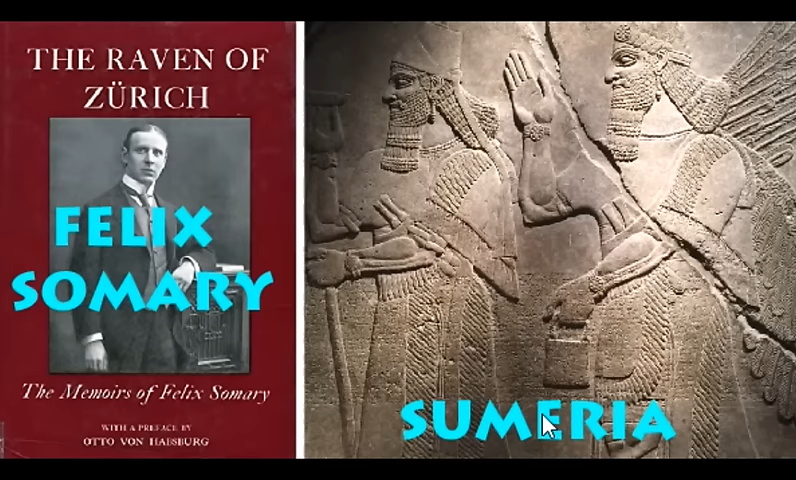 THE RAVEN OF
ZÜRICH
FELIX
SOMARY
The Memoirs of Felix Somary
WITH A PREFACE BY
OTTO VON HABSBURG
SUMERIA